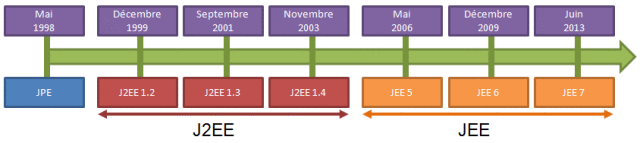 Mai
1998
Décembre
1999
Septembre
2001
Novembre
2003
Mai
2006
Décembre
2009
Juin
2013
JPE
J2EE 1.2
J2EE 1.3
J2EE 1.4
JEE 5
JEE 6
JEE 7
J2EE
JEE